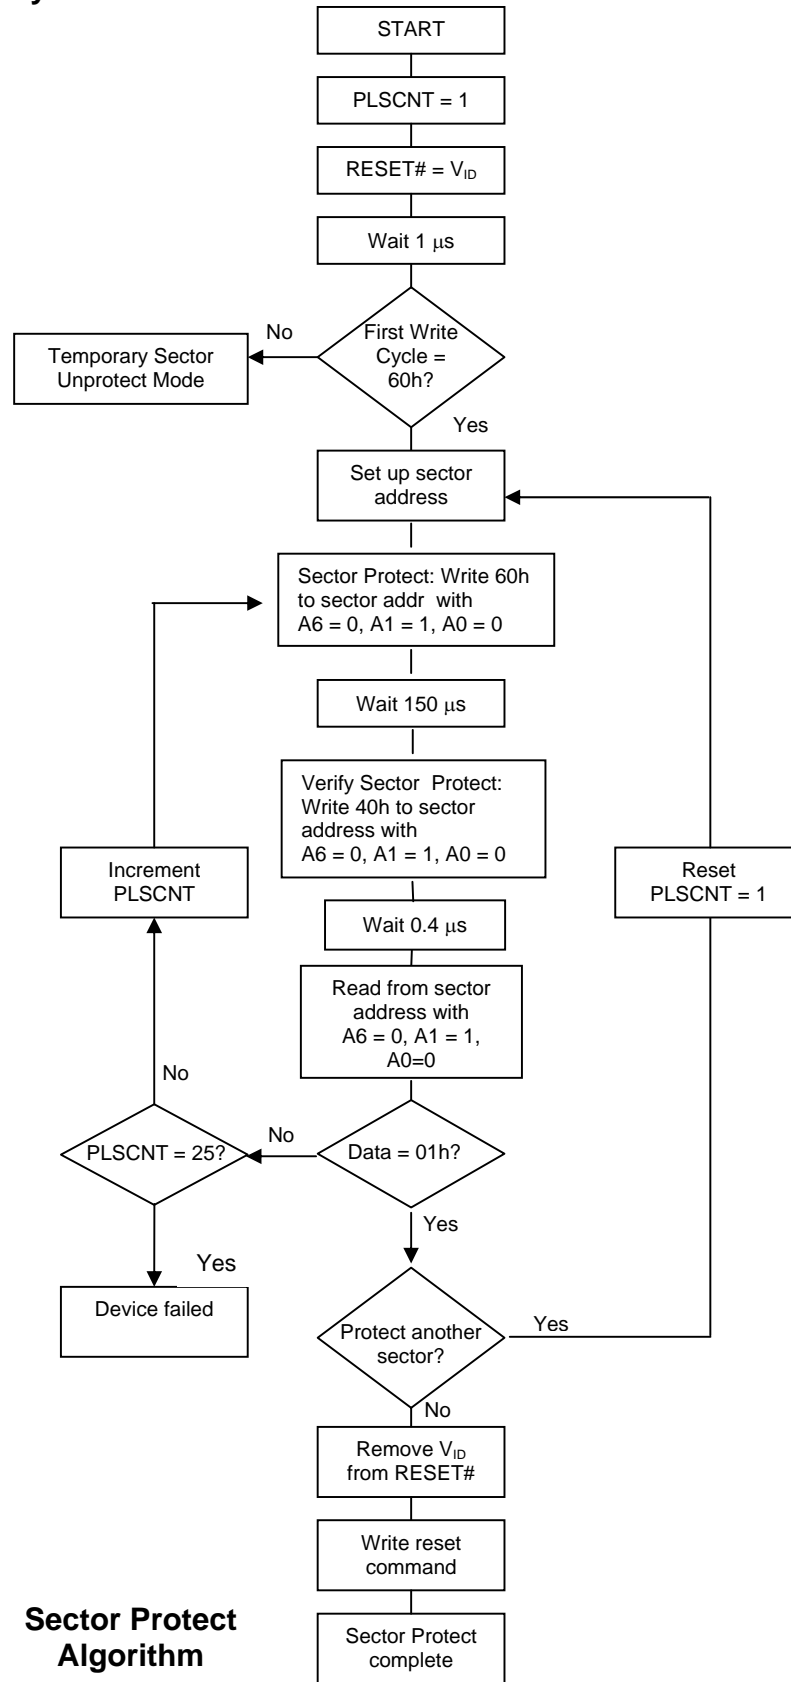 START
PLSCNT = 1
RESET# = VID
Wait 1 μs
First Write
Cycle =
60h?
No
Temporary Sector
Unprotect Mode
Yes
Set up sector
address
Sector Protect: Write 60h
to sector addr with
A6 = 0, A1 = 1, A0 = 0
Wait 150 μs
Verify Sector Protect:
Write 40h to sector
address with
A6 = 0, A1 = 1, A0 = 0
Increment
PLSCNT
Reset
PLSCNT = 1
Wait 0.4 μs
Read from sector
address with
A6 = 0, A1 = 1,
A0=0
No
PLSCNT = 25?
No
Data = 01h?
Yes
Yes
Device failed
Protect another
sector?
Yes
No
Remove VID
from RESET#
Write reset
command
Sector Protect
complete
Sector Protect
Algorithm